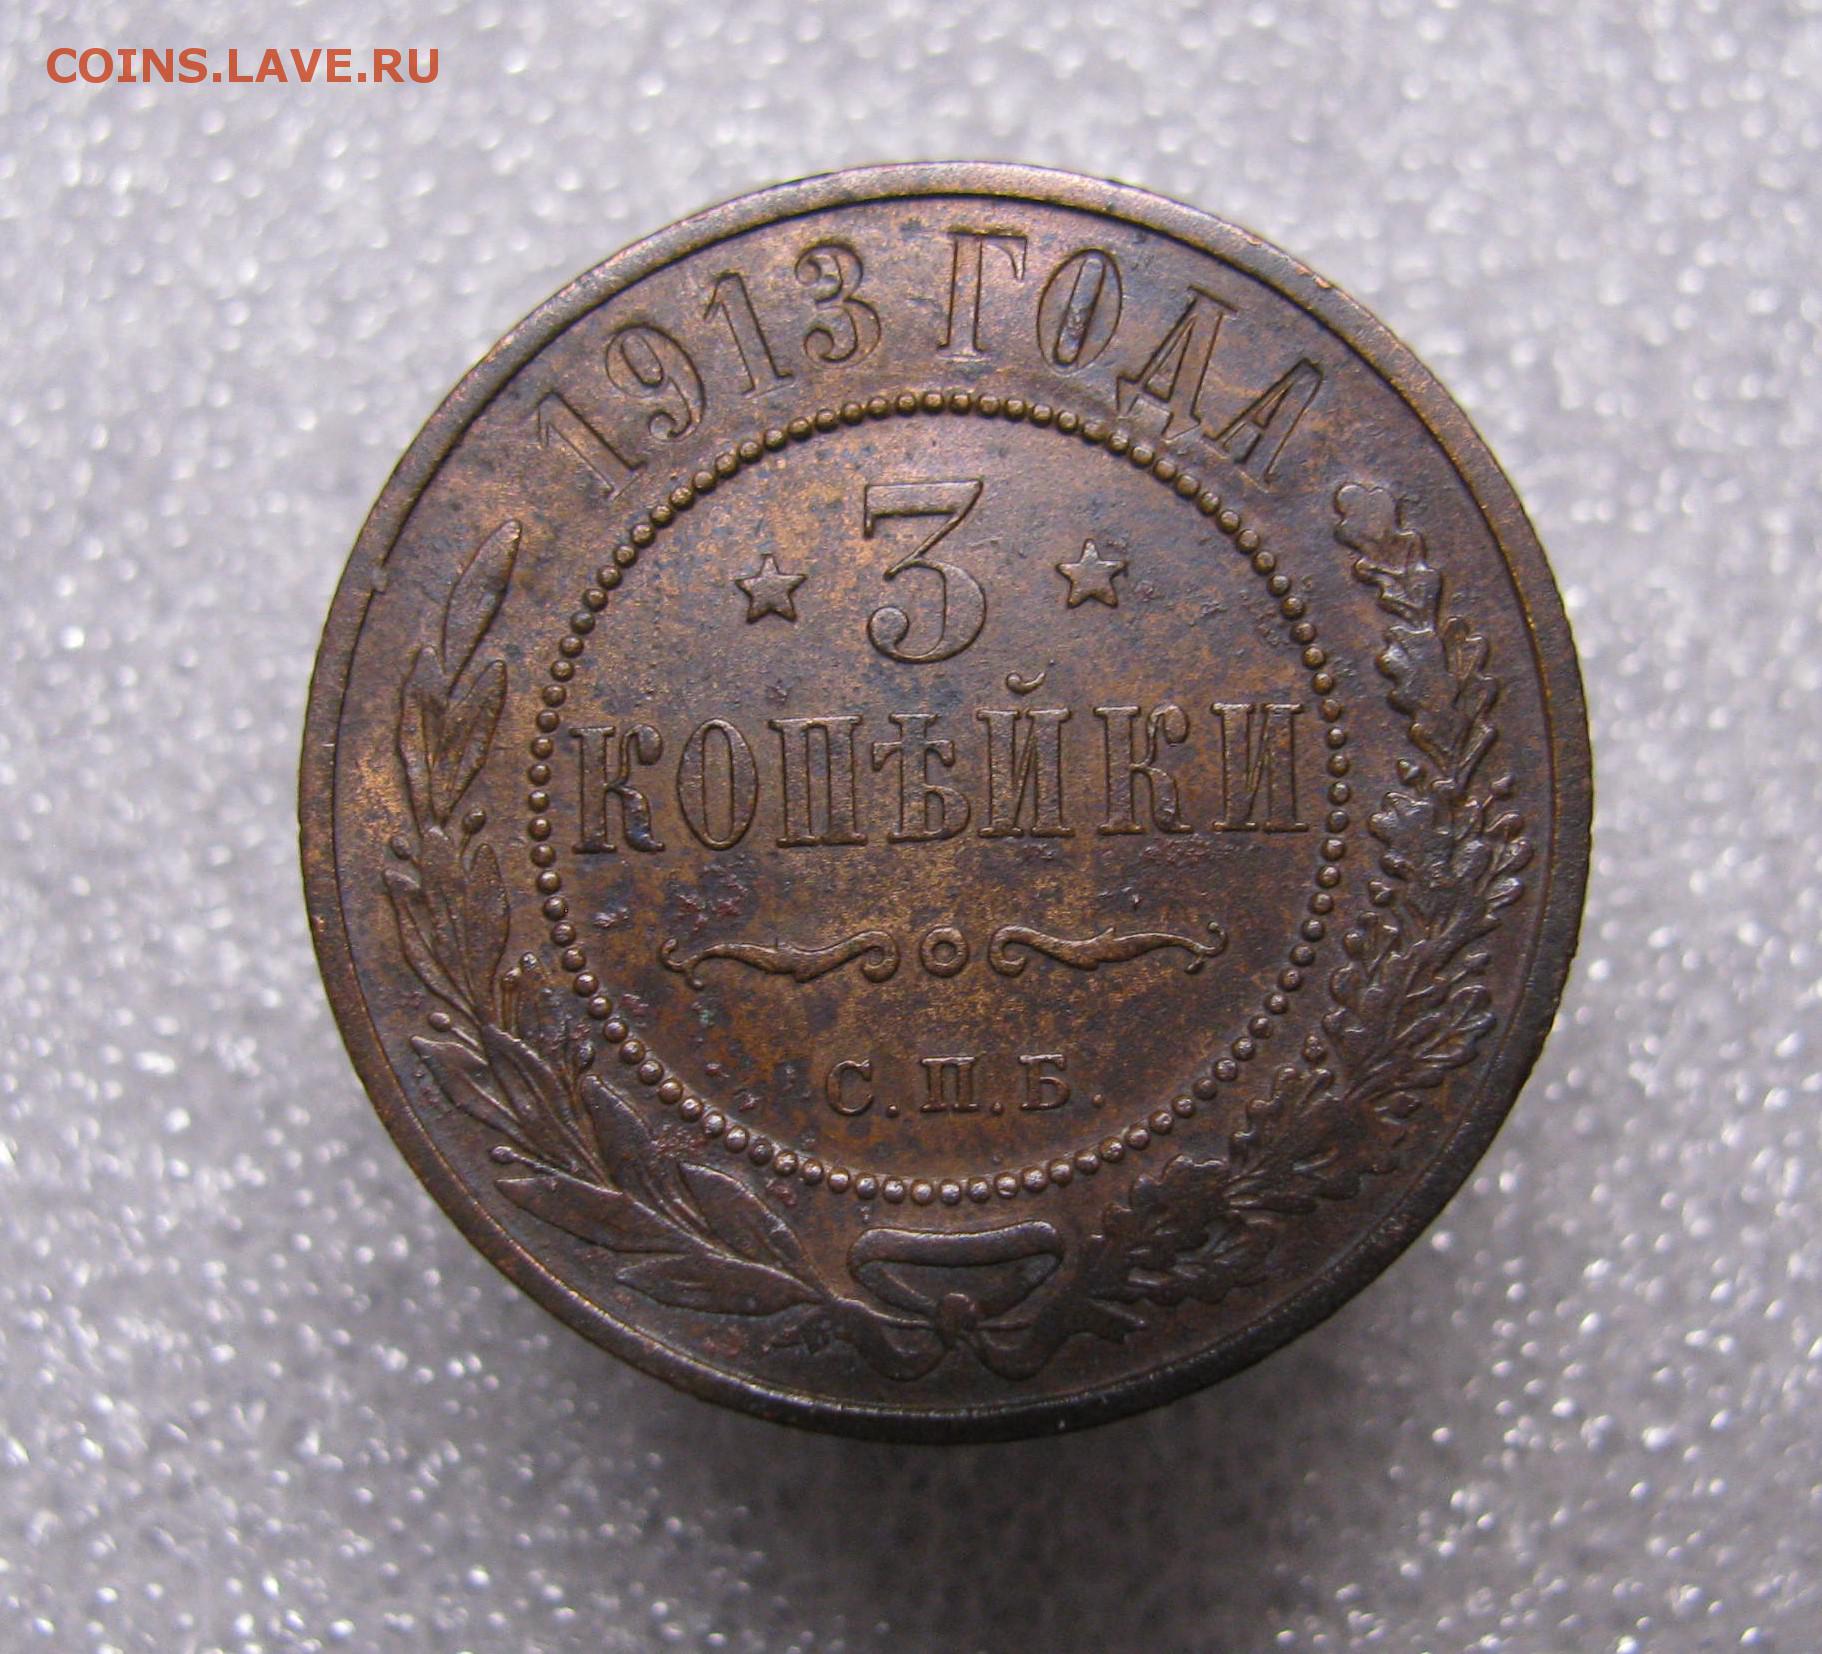 COINS.LAVE.RU
1913 ГОДА
3
КОПѢЙКИ
С.П.Б.